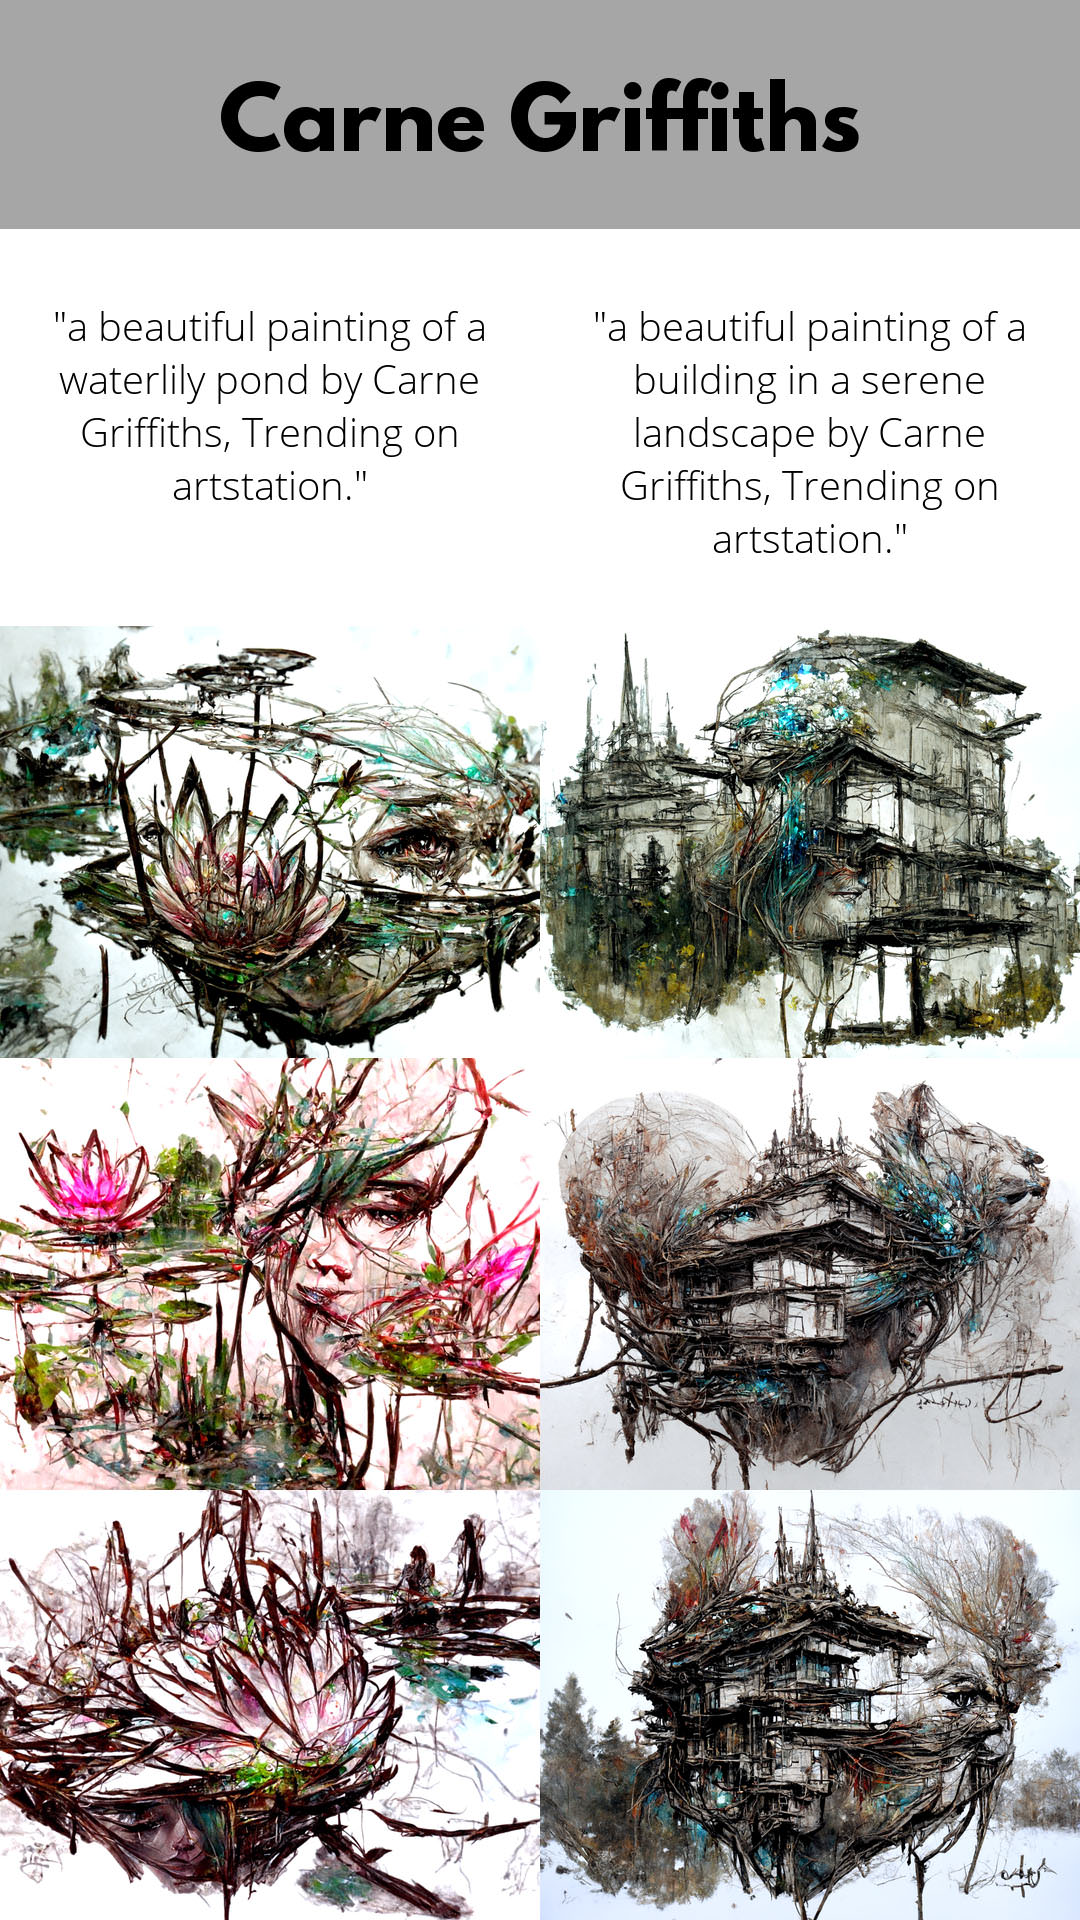 Carne Griffiths
"a beautiful painting of a
waterlily pond by Carne
Griffiths, Trending on
artstation."
"a beautiful painting of a
building in a serene
landscape by Carne
Griffiths, Trending on
artstation."